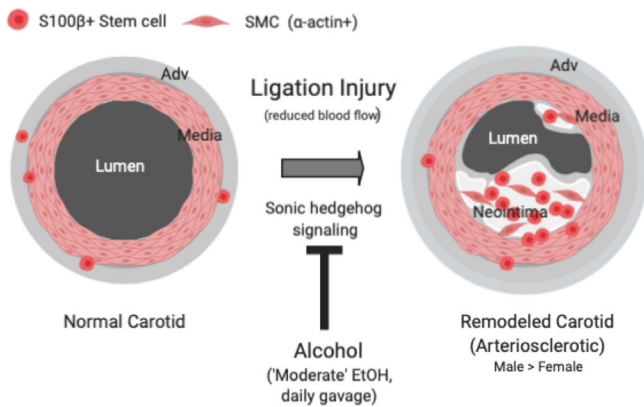 S100β+ Stem cell
SMC (α-actin+)
Adv
Media
Lumen
Normal Carotid
Ligation Injury
(reduced blood flow)
Sonic hedgehog
signaling
Alcohol
('Moderate' EtOH,
daily gavage)
Adv
Media
Lumen
Neointima
Remodeled Carotid
(Arteriosclerotic)
Male > Female